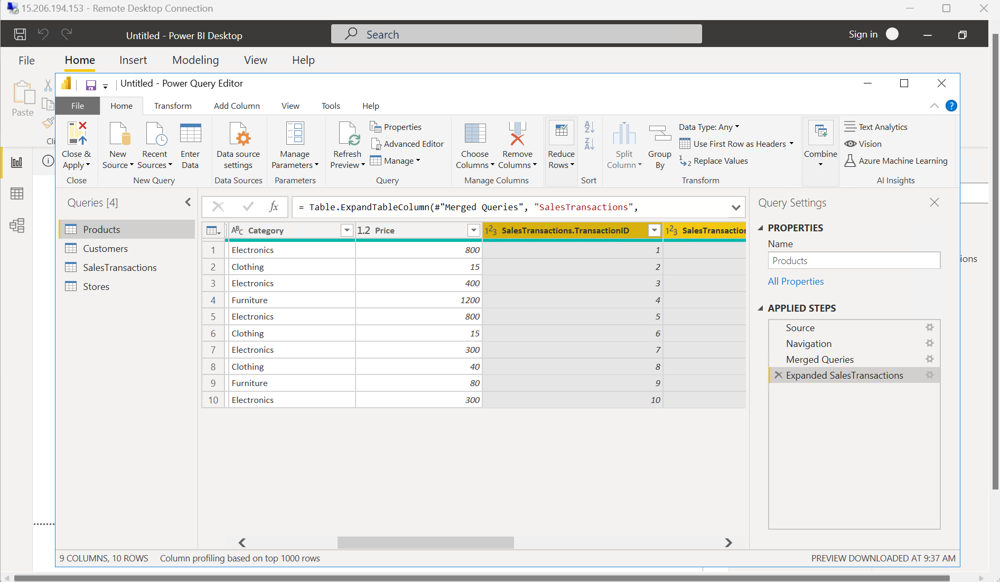 15.206.194.153 - Remote Desktop Connection
Untitled - Power BI Desktop
Search
Sign in
File Home Insert Modeling View Help
Paste
Cli
Untitled - Power Query Editor
File Home Transform Add Column View Tools Help
Close & Apply
New Source
Recent Sources
Enter Data
Data source settings
Manage Parameters
Refresh Preview
Properties
Advanced Editor
Manage
Choose Columns
Remove Columns
Reduce Rows
Split Column
Group By
Data Type: Any
Use First Row as Headers
Replace Values
Combine
Text Analytics
Vision
Azure Machine Learning
Close New Query Data Sources Parameters Query Manage Columns Sort Transform AI Insights
Queries [4]
Products
Customers
SalesTransactions
Stores
fx
= Table.ExpandTableColumn(#"Merged Queries", "SalesTransactions",
ABC Category 1.2 Price 123 SalesTransactions.TransactionID 123 SalesTransaction
1 Electronics 800 1
2 Clothing 15 2
3 Electronics 400 3
4 Furniture 1200 4
5 Electronics 800 5
6 Clothing 15 6
7 Electronics 300 7
8 Clothing 40 8
9 Furniture 80 9
10 Electronics 300 10
Query Settings
PROPERTIES
Name
Products
All Properties
APPLIED STEPS
Source
Navigation
Merged Queries
Expanded SalesTransactions
ions
9 COLUMNS, 10 ROWS Column profiling based on top 1000 rows
PREVIEW DOWNLOADED AT 9:37 AM